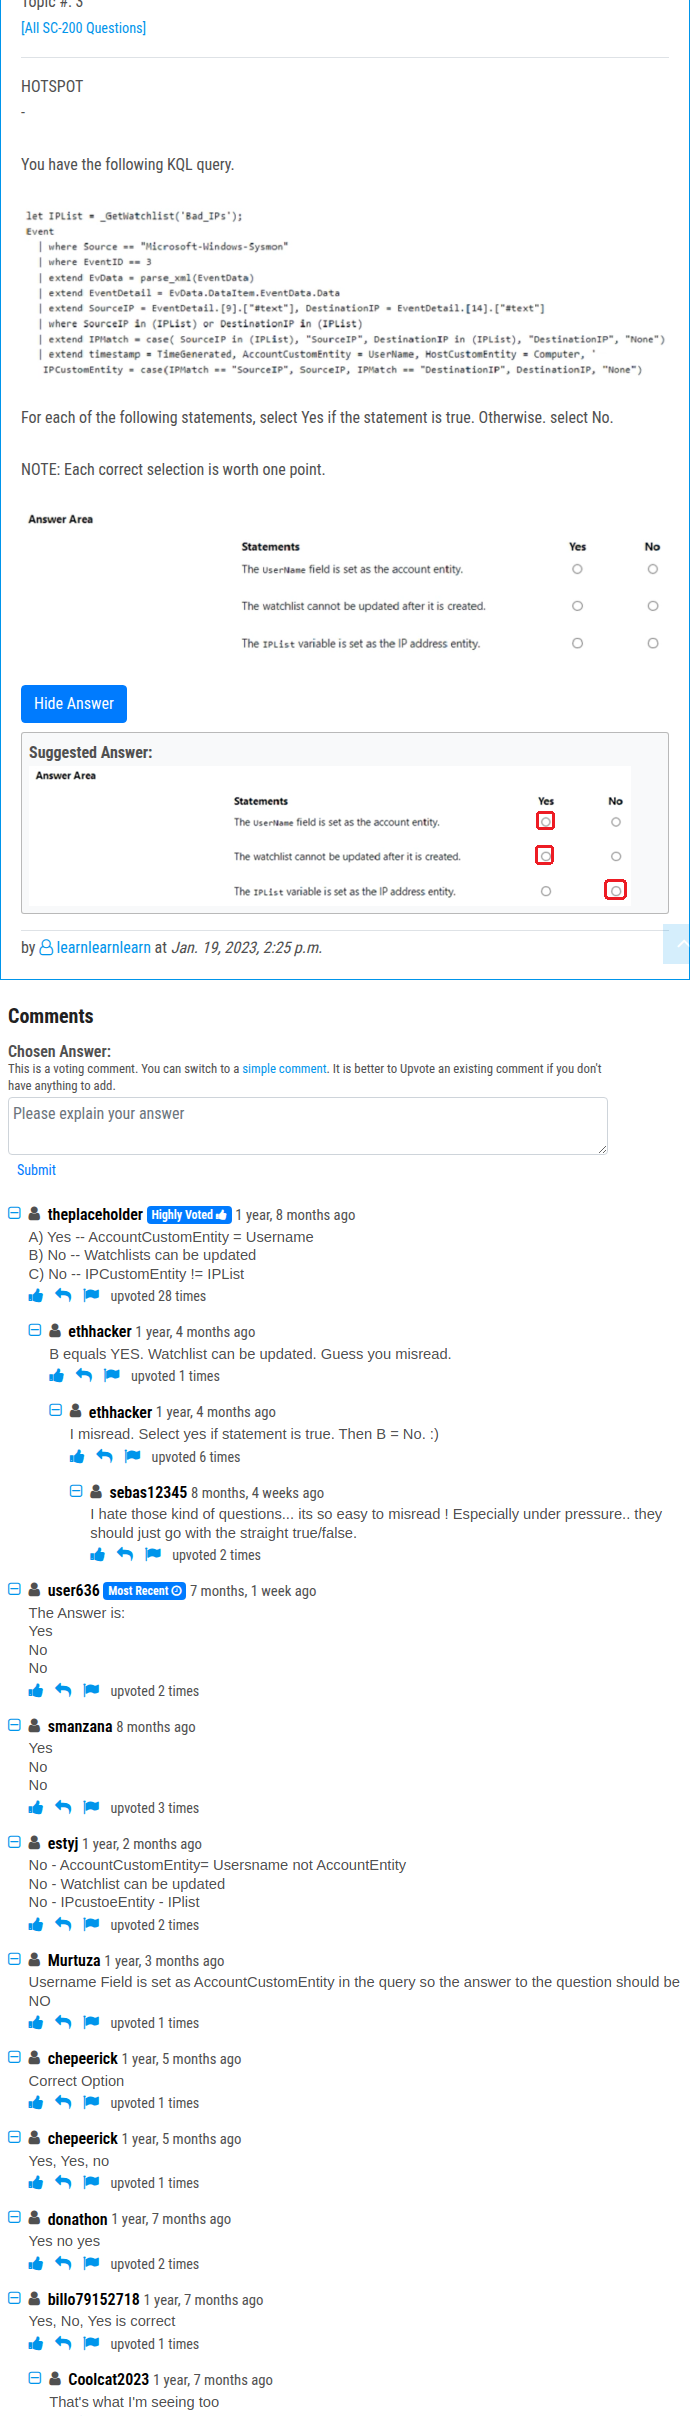 Topic #: 3
[All SC-200 Questions]
HOTSPOT
-
You have the following KQL query.
let IPList = _GetWatchlist('Bad_IPs');
Event
| where Source == "Microsoft-Windows-Sysmon"
| where EventID == 3
| extend EvData = parse_xml(EventData)
| extend EventDetail = EvData.DataItem.EventData.Data
| extend SourceIP = EventDetail.[9].["#text"], DestinationIP = EventDetail.[14].["#text"]
| where SourceIP in (IPList) or DestinationIP in (IPList)
| extend IPMatch = case( SourceIP in (IPList), "SourceIP", DestinationIP in (IPList), "DestinationIP", "None")
| extend timestamp = TimeGenerated, AccountCustomEntity = UserName, HostCustomEntity = Computer, '
IPCustomEntity = case(IPMatch == "SourceIP", SourceIP, IPMatch == "DestinationIP", DestinationIP, "None")
For each of the following statements, select Yes if the statement is true. Otherwise. select No.
NOTE: Each correct selection is worth one point.
Answer Area
Statements Yes No
The UserName field is set as the account entity.
The watchlist cannot be updated after it is created.
The IPList variable is set as the IP address entity.
Hide Answer
Suggested Answer:
Answer Area
Statements Yes No
The UserName field is set as the account entity.
The watchlist cannot be updated after it is created.
The IPList variable is set as the IP address entity.
by learnlearnlearn at Jan. 19, 2023, 2:25 p.m.
Comments
Chosen Answer:
This is a voting comment. You can switch to a simple comment. It is better to Upvote an existing comment if you don't
have anything to add.
Please explain your answer
Submit
theplaceholder Highly Voted 1 year, 8 months ago
A) Yes -- AccountCustomEntity = Username
B) No -- Watchlists can be updated
C) No -- IPCustomEntity != IPList
upvoted 28 times
ethhacker 1 year, 4 months ago
B equals YES. Watchlist can be updated. Guess you misread.
upvoted 1 times
ethhacker 1 year, 4 months ago
I misread. Select yes if statement is true. Then B = No. :)
upvoted 6 times
sebas12345 8 months, 4 weeks ago
I hate those kind of questions... its so easy to misread ! Especially under pressure.. they
should just go with the straight true/false.
upvoted 2 times
user636 Most Recent 7 months, 1 week ago
The Answer is:
Yes
No
No
upvoted 2 times
smanzana 8 months ago
Yes
No
No
upvoted 3 times
estyj 1 year, 2 months ago
No - AccountCustomEntity= Usersname not AccountEntity
No - Watchlist can be updated
No - IPcustoeEntity - IPlist
upvoted 2 times
Murtuza 1 year, 3 months ago
Username Field is set as AccountCustomEntity in the query so the answer to the question should be
NO
upvoted 1 times
chepeerick 1 year, 5 months ago
Correct Option
upvoted 1 times
chepeerick 1 year, 5 months ago
Yes, Yes, no
upvoted 1 times
donathon 1 year, 7 months ago
Yes no yes
upvoted 2 times
billo79152718 1 year, 7 months ago
Yes, No, Yes is correct
upvoted 1 times
Coolcat2023 1 year, 7 months ago
That's what I'm seeing too